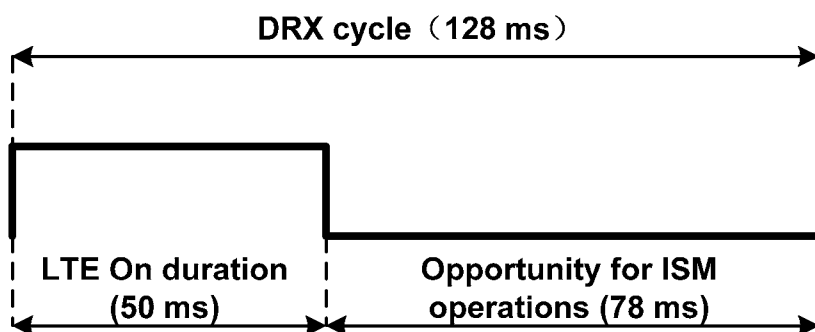 DRX cycle（128 ms）
LTE On duration
(50 ms)
Opportunity for ISM
operations (78 ms)